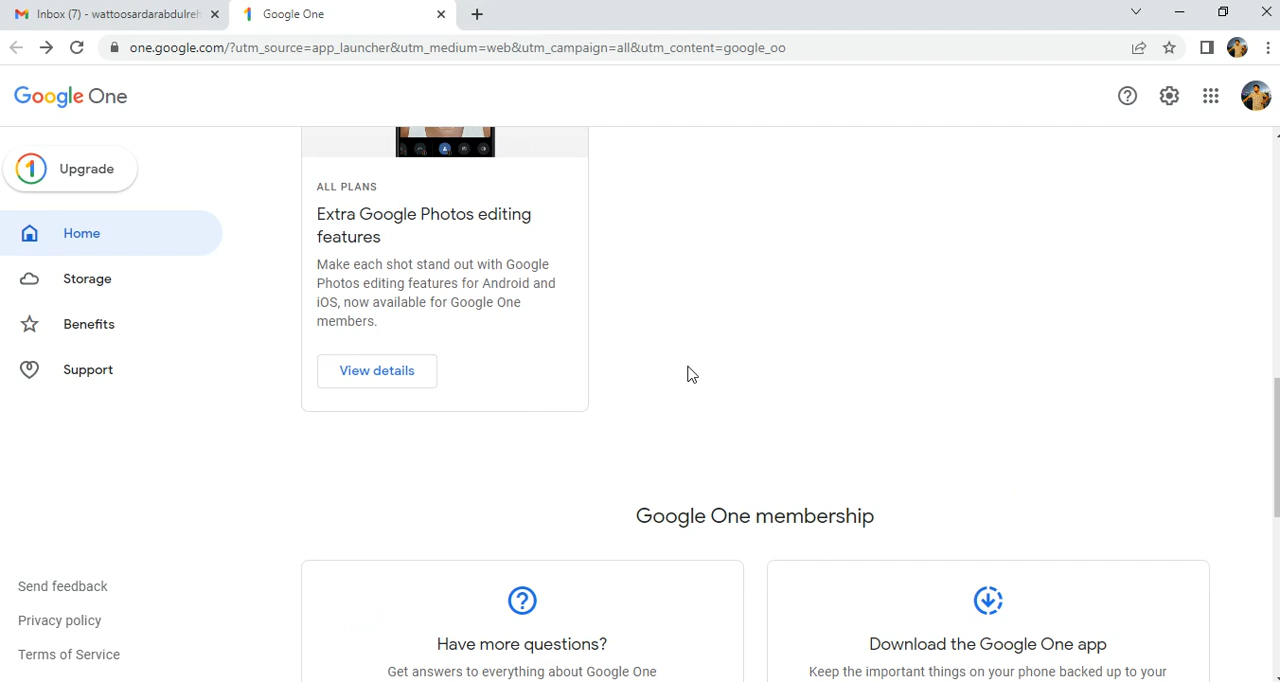 Inbox (7) - wattoosardarabdulreh
Google One
one.google.com/?utm_source=app_launcher&utm_medium=web&utm_campaign=all&utm_content=google_oo
Google One
Upgrade
Home
Storage
Benefits
Support
Send feedback
Privacy policy
Terms of Service
ALL PLANS
Extra Google Photos editing
features
Make each shot stand out with Google
Photos editing features for Android and
iOS, now available for Google One
members.
View details
Google One membership
Have more questions?
Get answers to everything about Google One
Download the Google One app
Keep the important things on your phone backed up to your